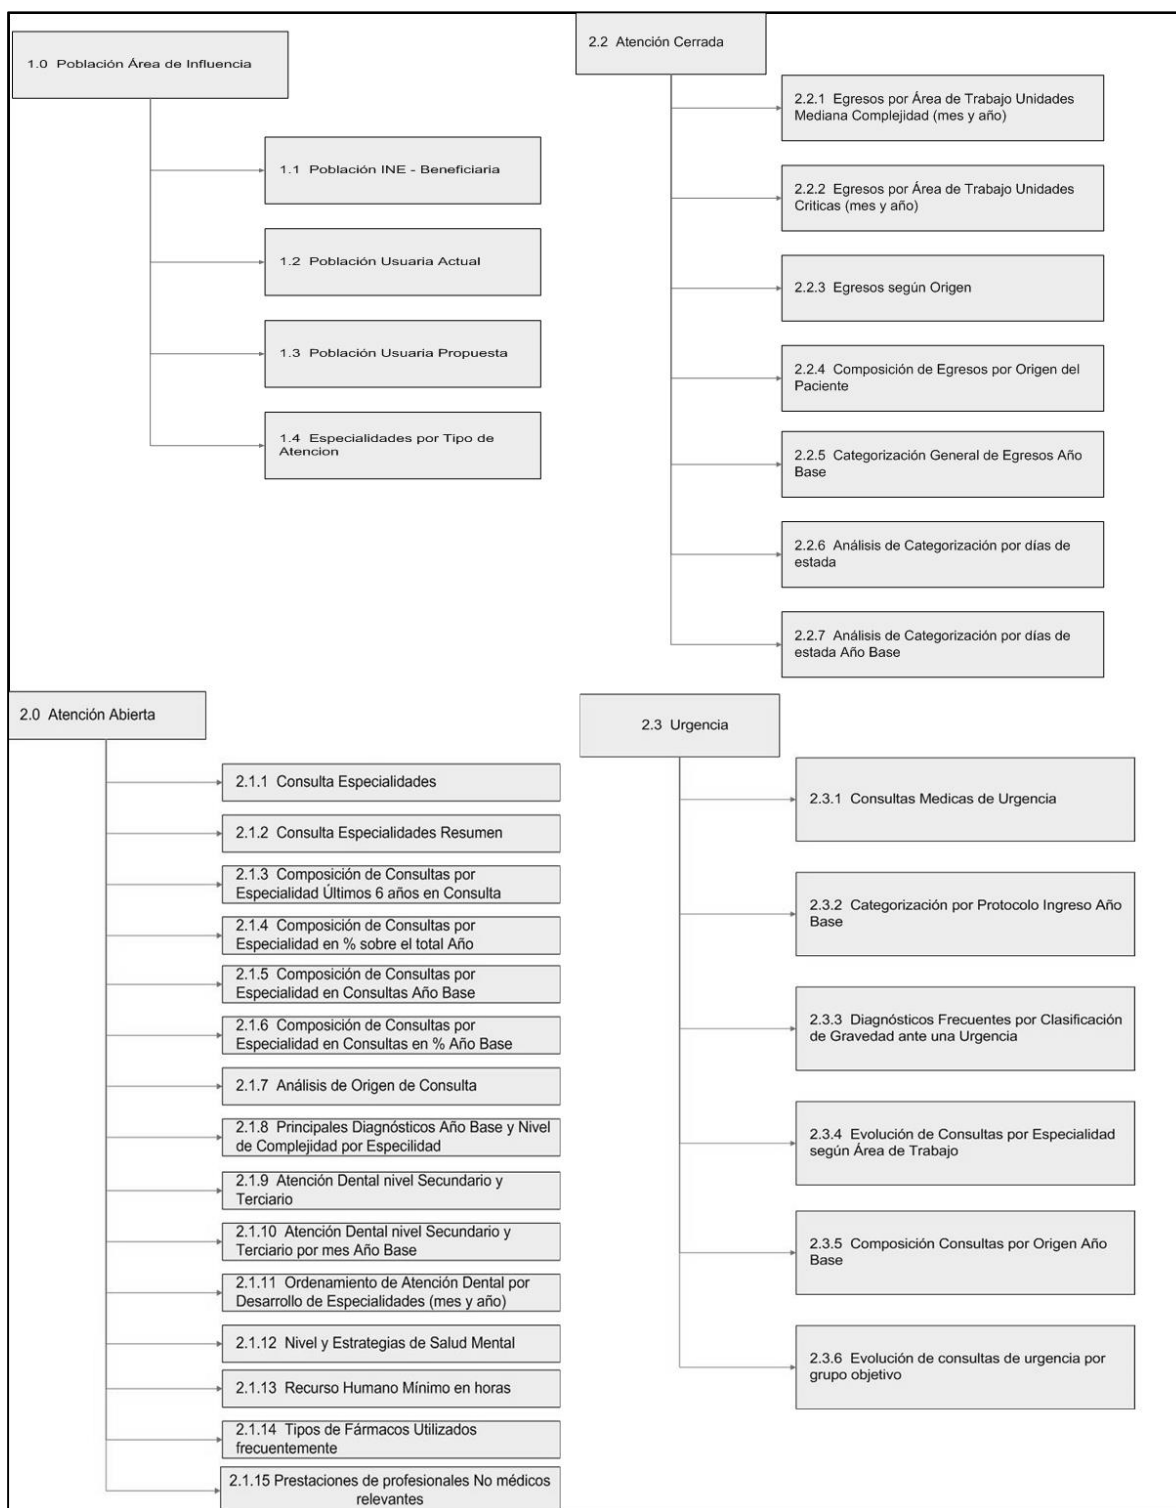 1.0 Población Área de Influencia
1.1 Población INE - Beneficiaria
1.2 Población Usuaria Actual
1.3 Población Usuaria Propuesta
1.4 Especialidades por Tipo de
Atencion
2.2 Atención Cerrada
2.2.1 Egresos por Área de Trabajo Unidades
Mediana Complejidad (mes y año)
2.2.2 Egresos por Área de Trabajo Unidades
Criticas (mes y año)
2.2.3 Egresos según Origen
2.2.4 Composición de Egresos por Origen del
Paciente
2.2.5 Categorización General de Egresos Año
Base
2.2.6 Análisis de Categorización por días de
estada
2.2.7 Análisis de Categorización por días de
estada Año Base
2.0 Atención Abierta
2.1.1 Consulta Especialidades
2.1.2 Consulta Especialidades Resumen
2.1.3 Composición de Consultas por
Especialidad Últimos 6 años en Consulta
2.1.4 Composición de Consultas por
Especialidad en % sobre el total Año
2.1.5 Composición de Consultas por
Especialidad en Consultas Año Base
2.1.6 Composición de Consultas por
Especialidad en Consultas en % Año Base
2.1.7 Análisis de Origen de Consulta
2.1.8 Principales Diagnósticos Año Base y Nivel
de Complejidad por Especilidad
2.1.9 Atención Dental nivel Secundario y
Terciario
2.1.10 Atención Dental nivel Secundario y
Terciario por mes Año Base
2.1.11 Ordenamiento de Atención Dental por
Desarrollo de Especialidades (mes y año)
2.1.12 Nivel y Estrategias de Salud Mental
2.1.13 Recurso Humano Mínimo en horas
2.1.14 Tipos de Fármacos Utilizados
frecuentemente
2.1.15 Prestaciones de profesionales No médicos
relevantes
2.3 Urgencia
2.3.1 Consultas Medicas de Urgencia
2.3.2 Categorización por Protocolo Ingreso Año
Base
2.3.3 Diagnósticos Frecuentes por Clasificación
de Gravedad ante una Urgencia
2.3.4 Evolución de Consultas por Especialidad
según Área de Trabajo
2.3.5 Composición Consultas por Origen Año
Base
2.3.6 Evolución de consultas de urgencia por
grupo objetivo